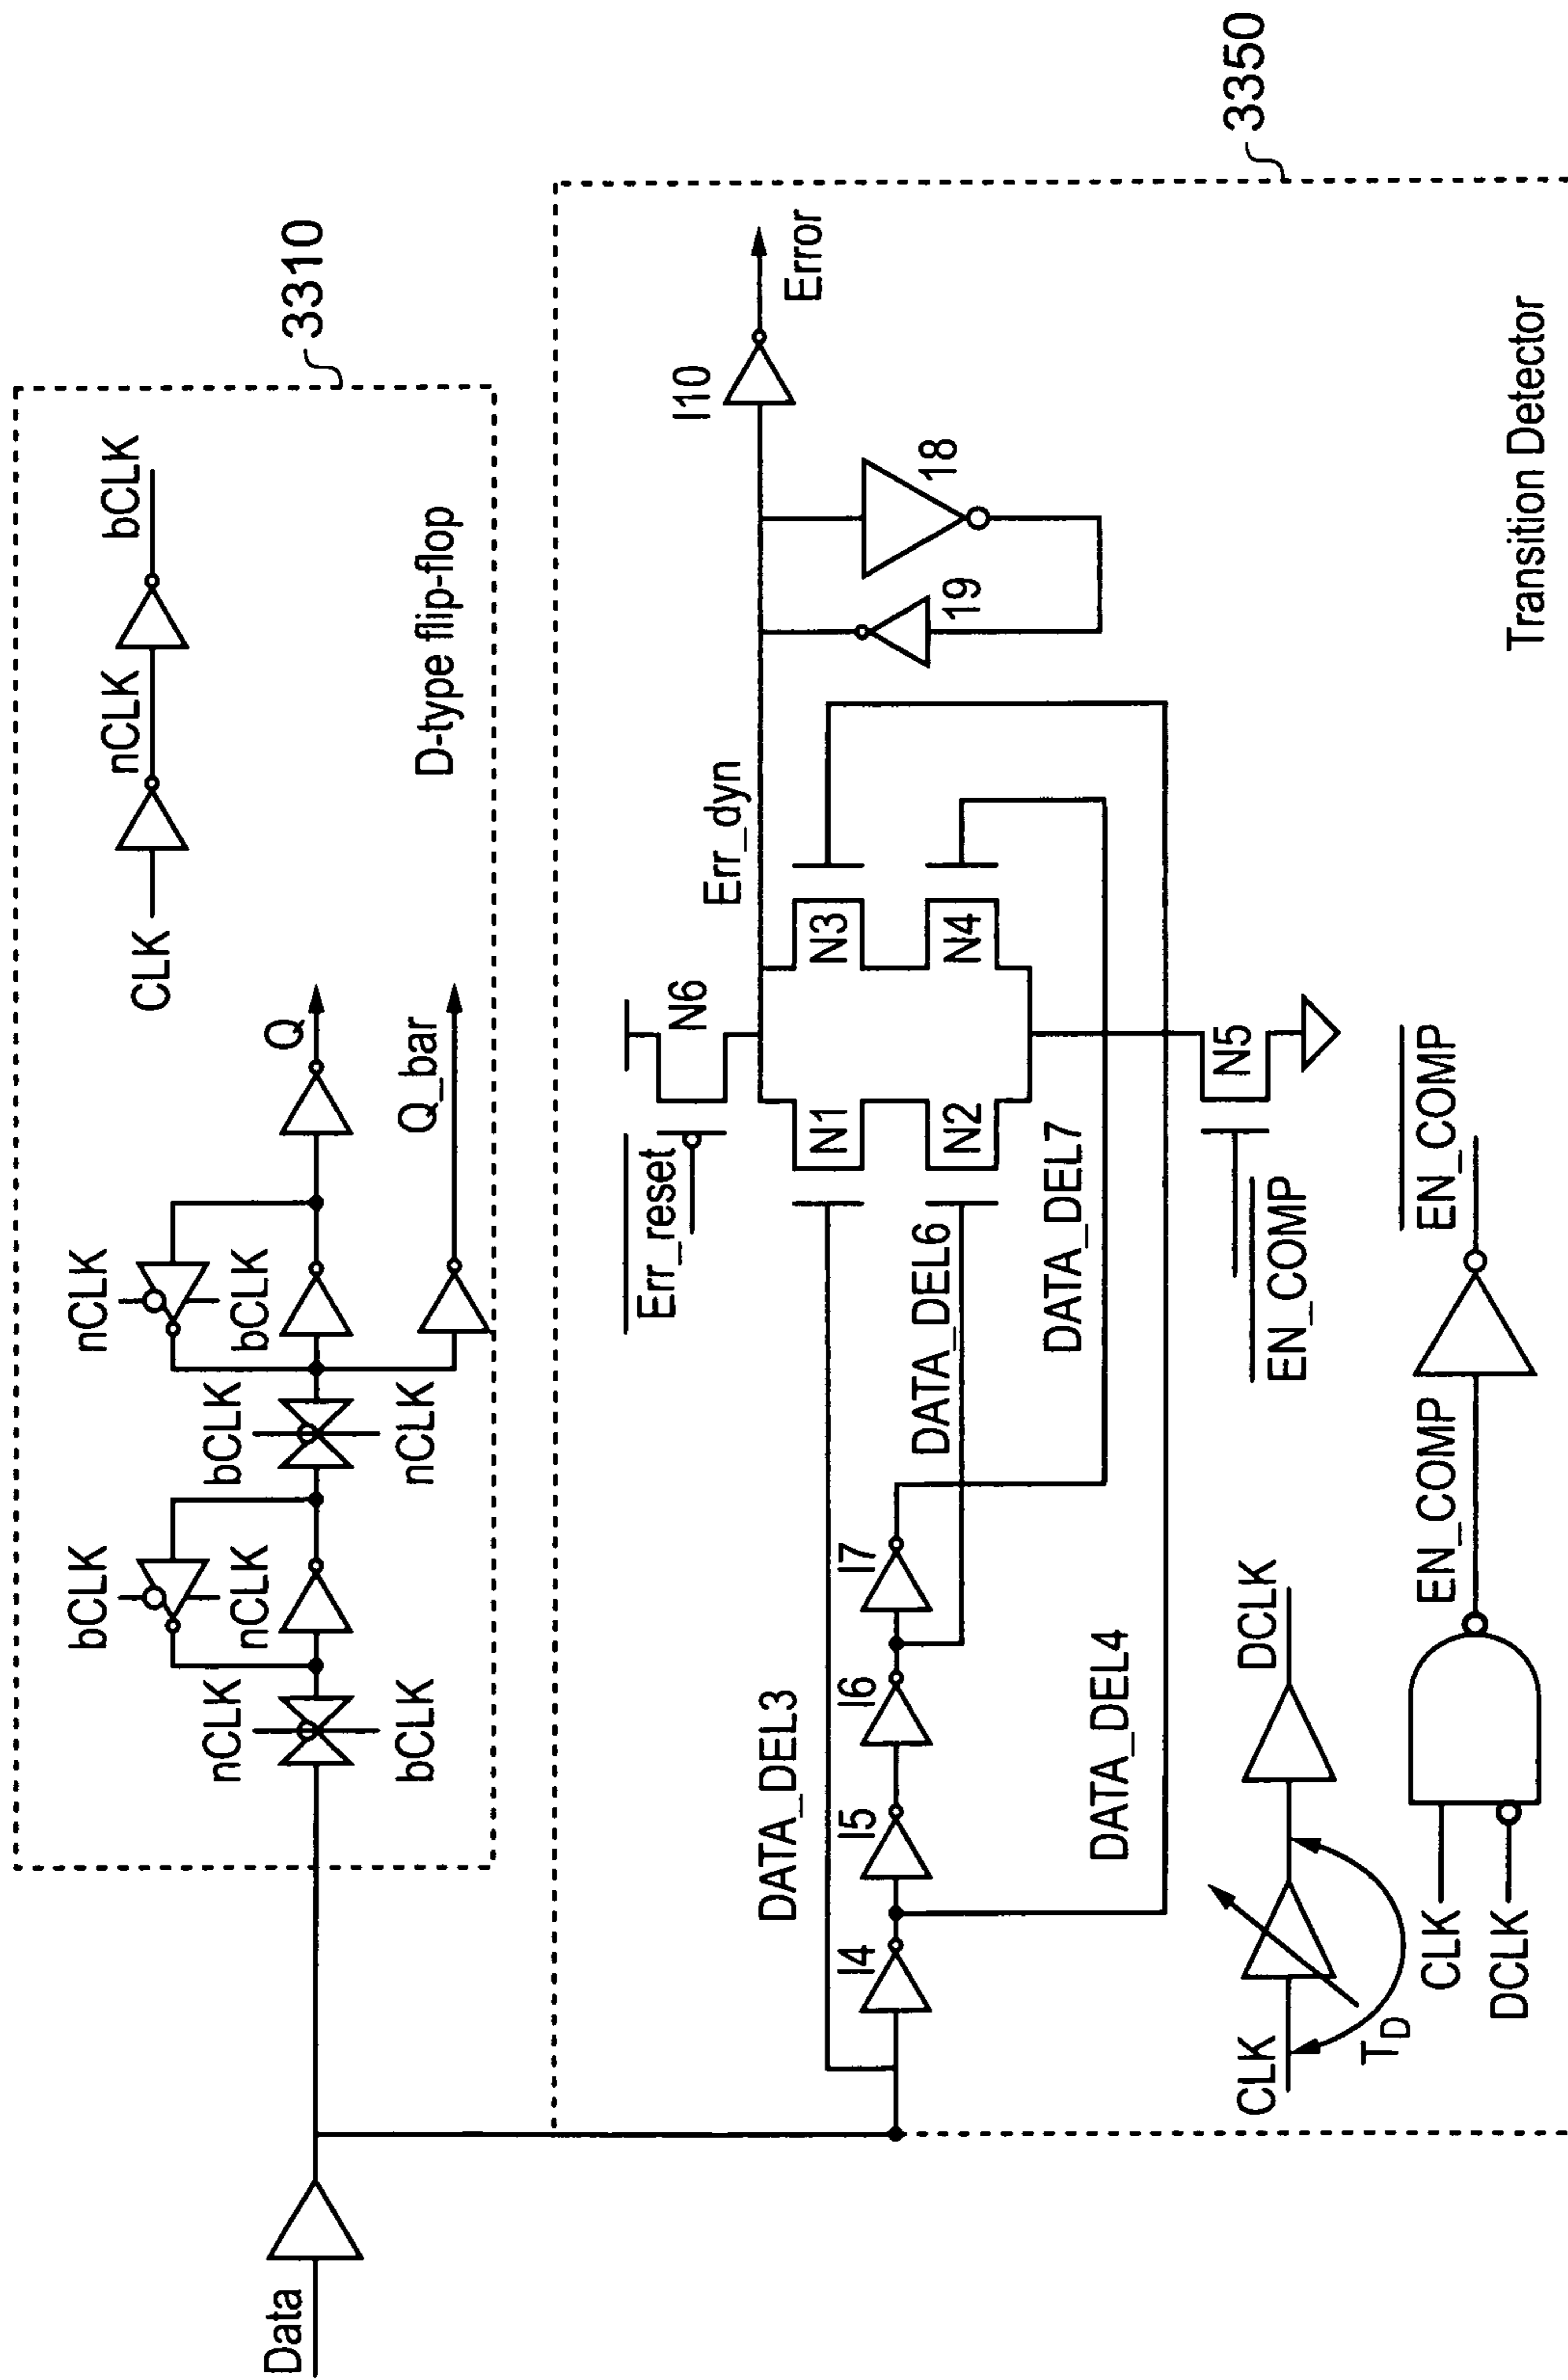 3310
CLK
nCLK
bCLK
D-type flip-flop
Data
nCLK
bCLK
bCLK
nCLK
bCLK
nCLK
nCLK
bCLK
Q
Q_bar
3350
Err_reset
N6
Err_dyn
I10
Error
DATA_DEL3
N1
N3
19
18
I4
I5
I6
I7
DATA_DEL6
N2
N4
DATA_DEL7
DATA_DEL4
EN_COMP
N5
CLK
DCLK
TD
CLK
DCLK
EN_COMP
EN_COMP
Transition Detector